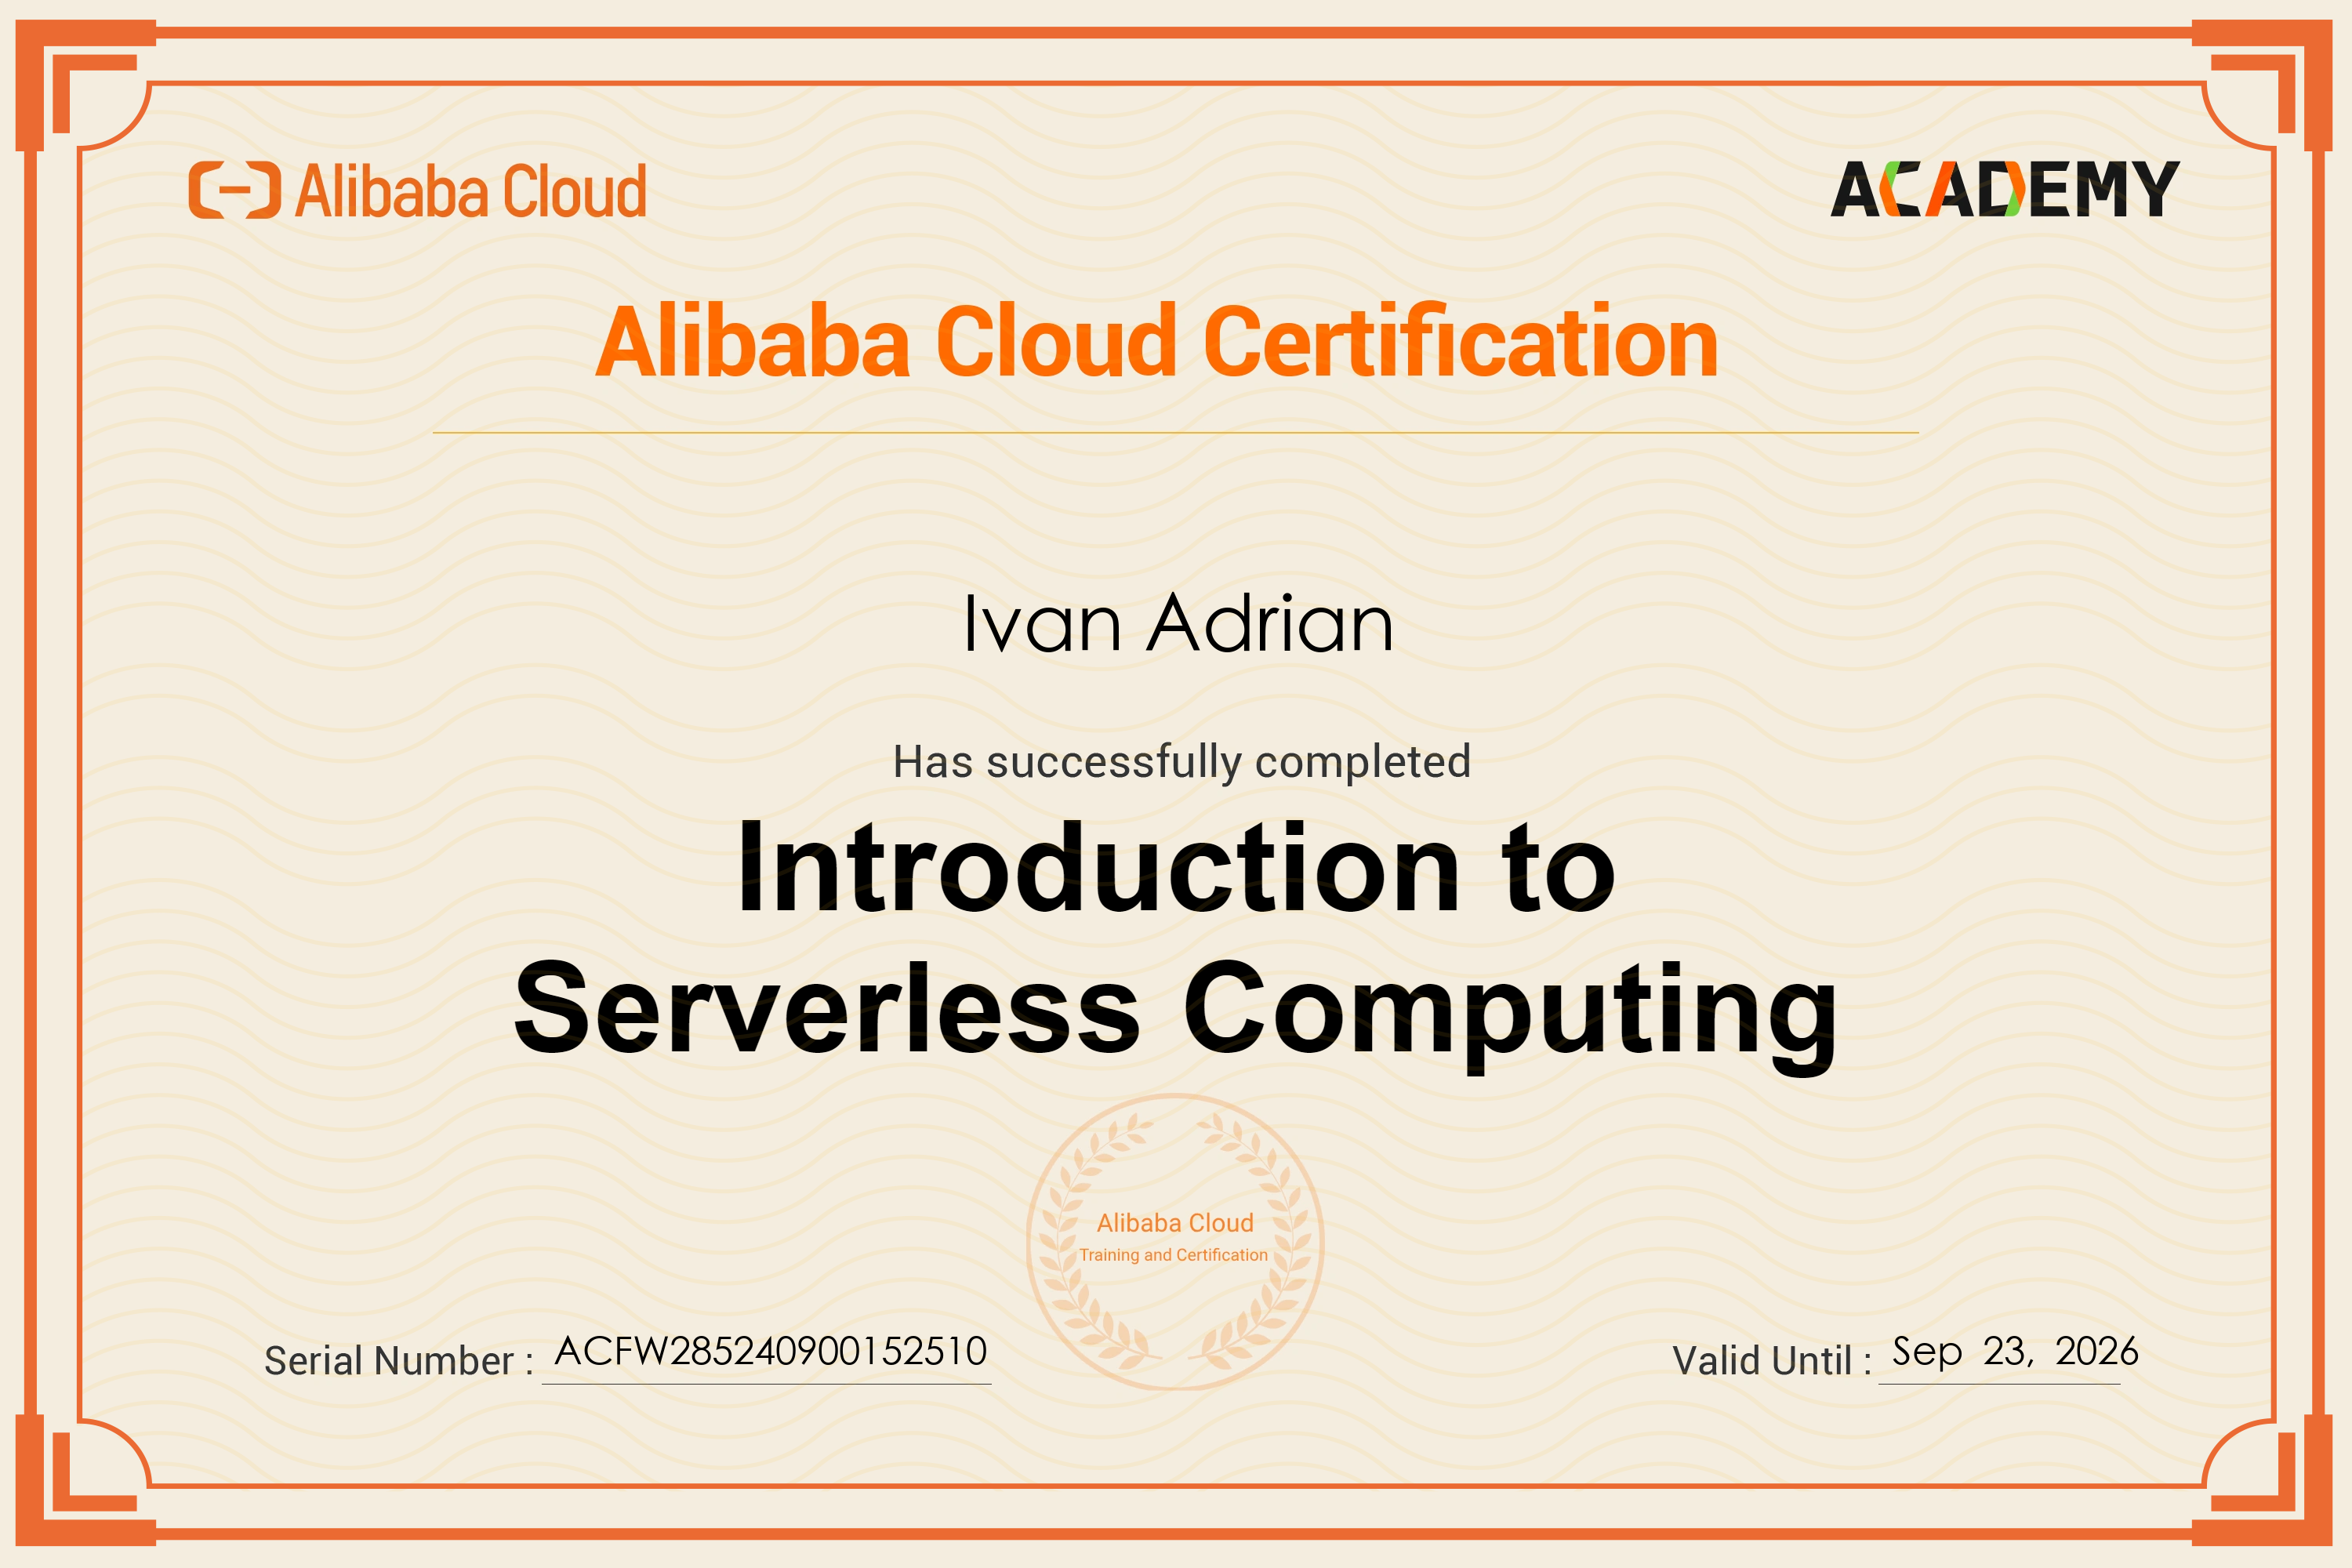 Alibaba Cloud
ACADEMY
Alibaba Cloud Certification
Ivan Adrian
Has successfully completed
Introduction to
Serverless Computing
Alibaba Cloud
Training and Certification
Serial Number : ACFW285240900152510
Valid Until : Sep 23, 2026